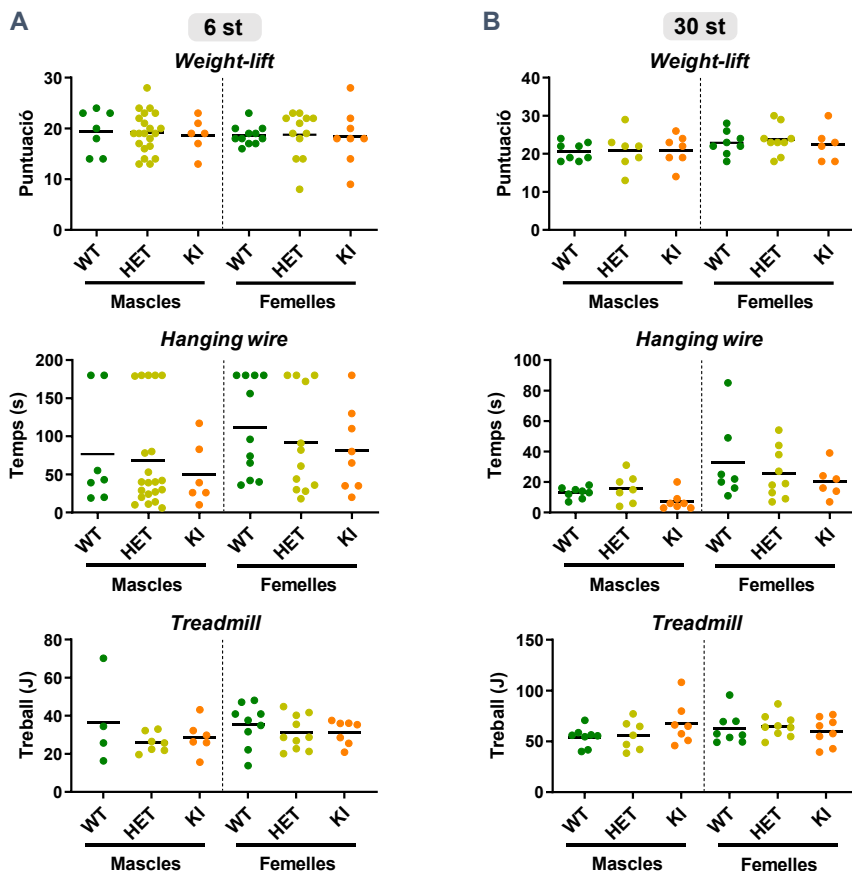 A
6 st
Weight-lift
Puntuació
30
20
10
0
WT HET KI WT HET KI
Mascles Femelles
Hanging wire
Temps (s)
200
150
100
50
0
WT HET KI WT HET KI
Mascles Femelles
Treadmill
Treball (J)
80
60
40
20
0
WT HET KI WT HET KI
Mascles Femelles
B
30 st
Weight-lift
Puntuació
40
30
20
10
0
WT HET KI WT HET KI
Mascles Femelles
Hanging wire
Temps (s)
100
80
60
40
20
0
WT HET KI WT HET KI
Mascles Femelles
Treadmill
Treball (J)
150
100
50
0
WT HET KI WT HET KI
Mascles Femelles